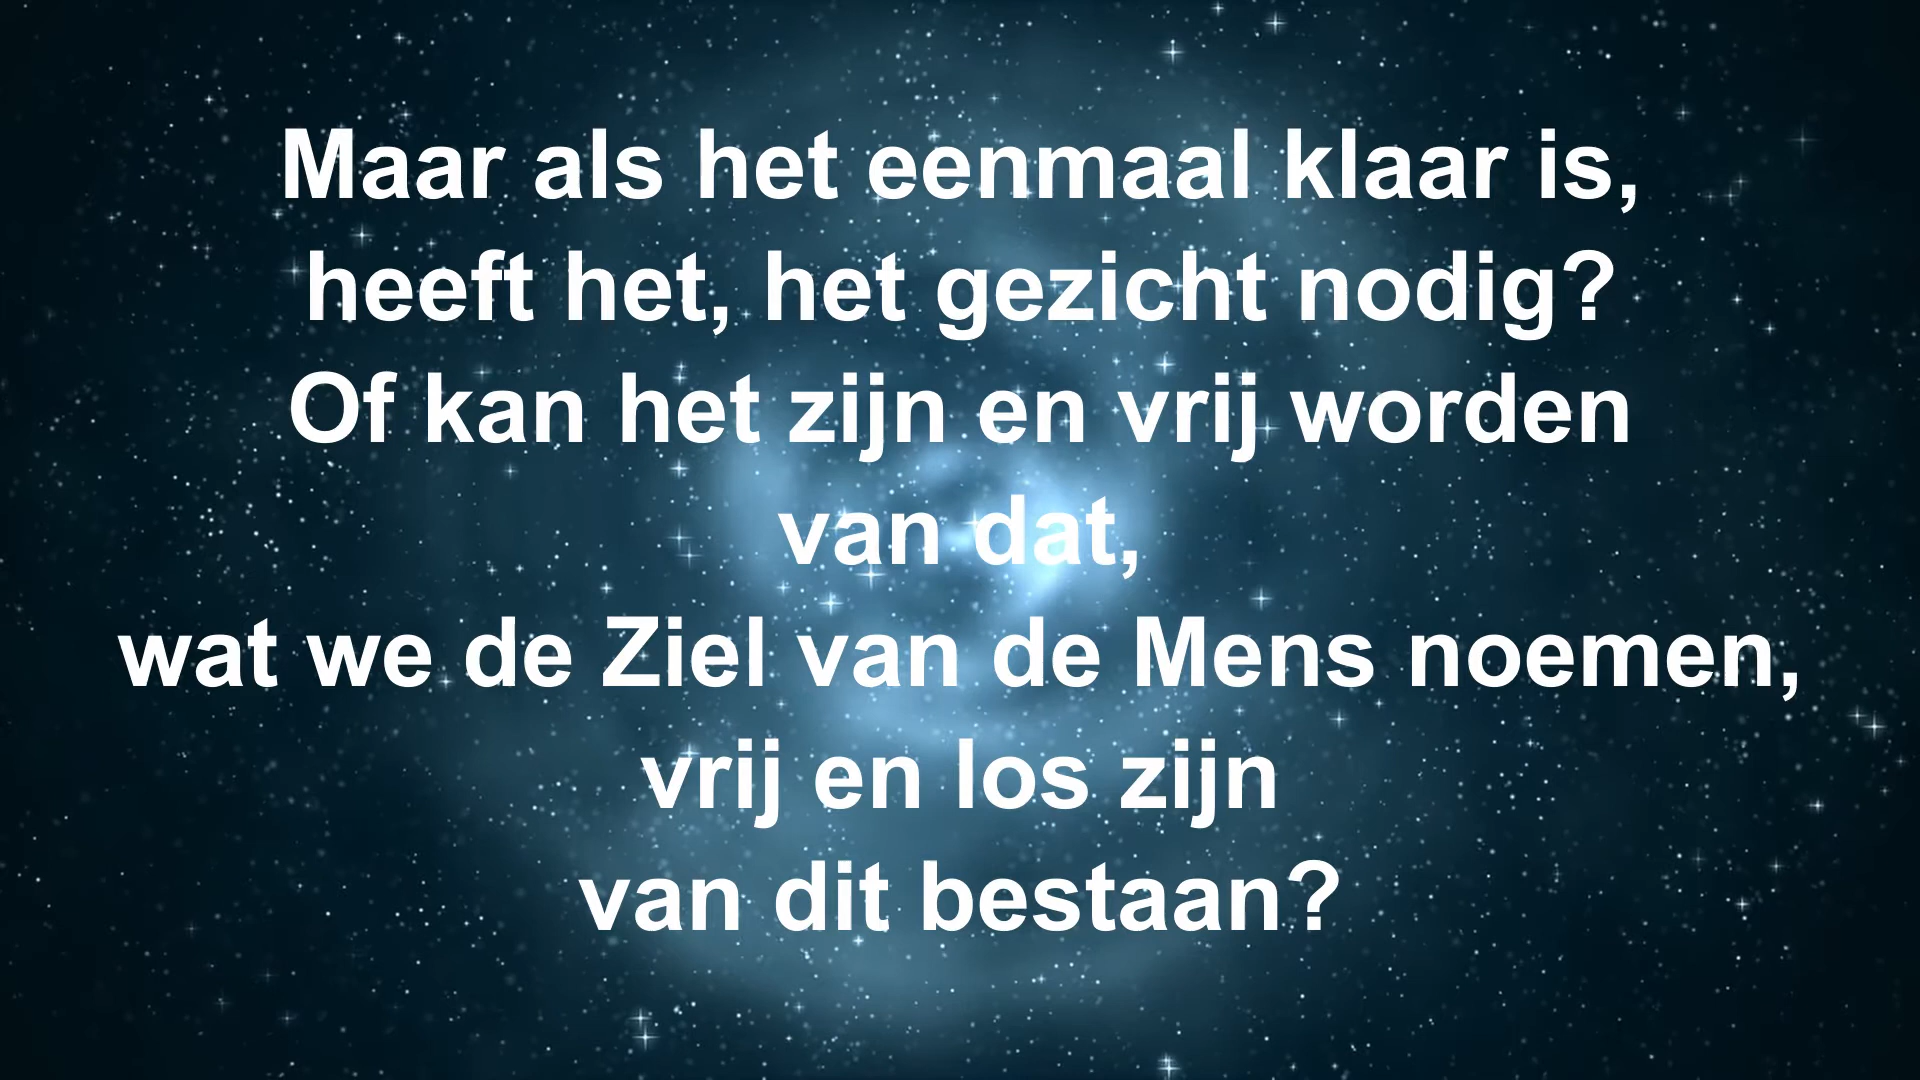 Maar als het eenmaal klaar is,
heeft het, het gezicht nodig?
Of kan het zijn en vrij worden
van dat,
wat we de Ziel van de Mens noemen,
vrij en los zijn
van dit bestaan?